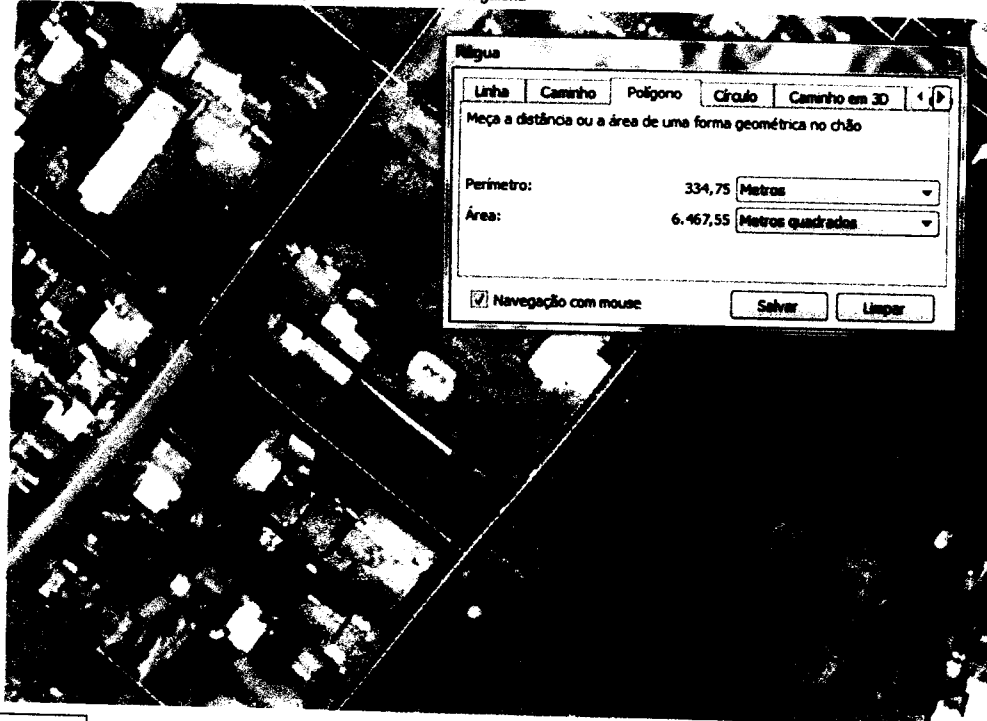 Régua
Linha Caminho Polígono Círculo Caminho em 3D
Meça a distância ou a área de uma forma geométrica no chão
Perímetro: 334,75 Metros
Área: 6.467,55 Metros quadrados
Navegação com mouse Salvar Limpar